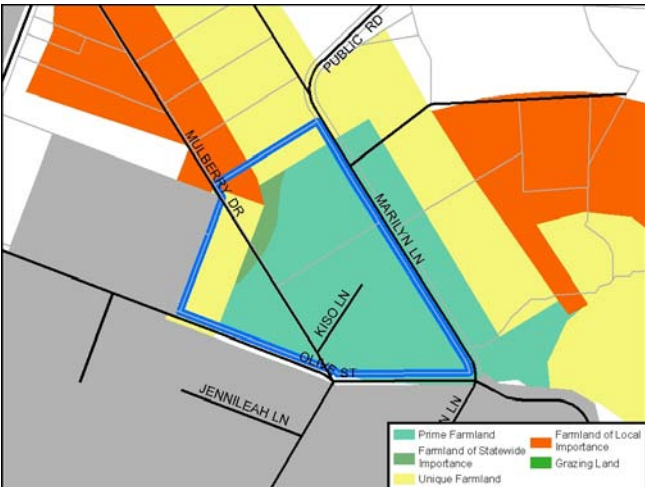 PUBLIC RD
MULBERRY DR
MARILYN LN
KISO LN
OLIVE ST
JENNILEAH LN
N LN
Prime Farmland
Farmland of Statewide
Importance
Unique Farmland
Farmland of Local
Importance
Grazing Land